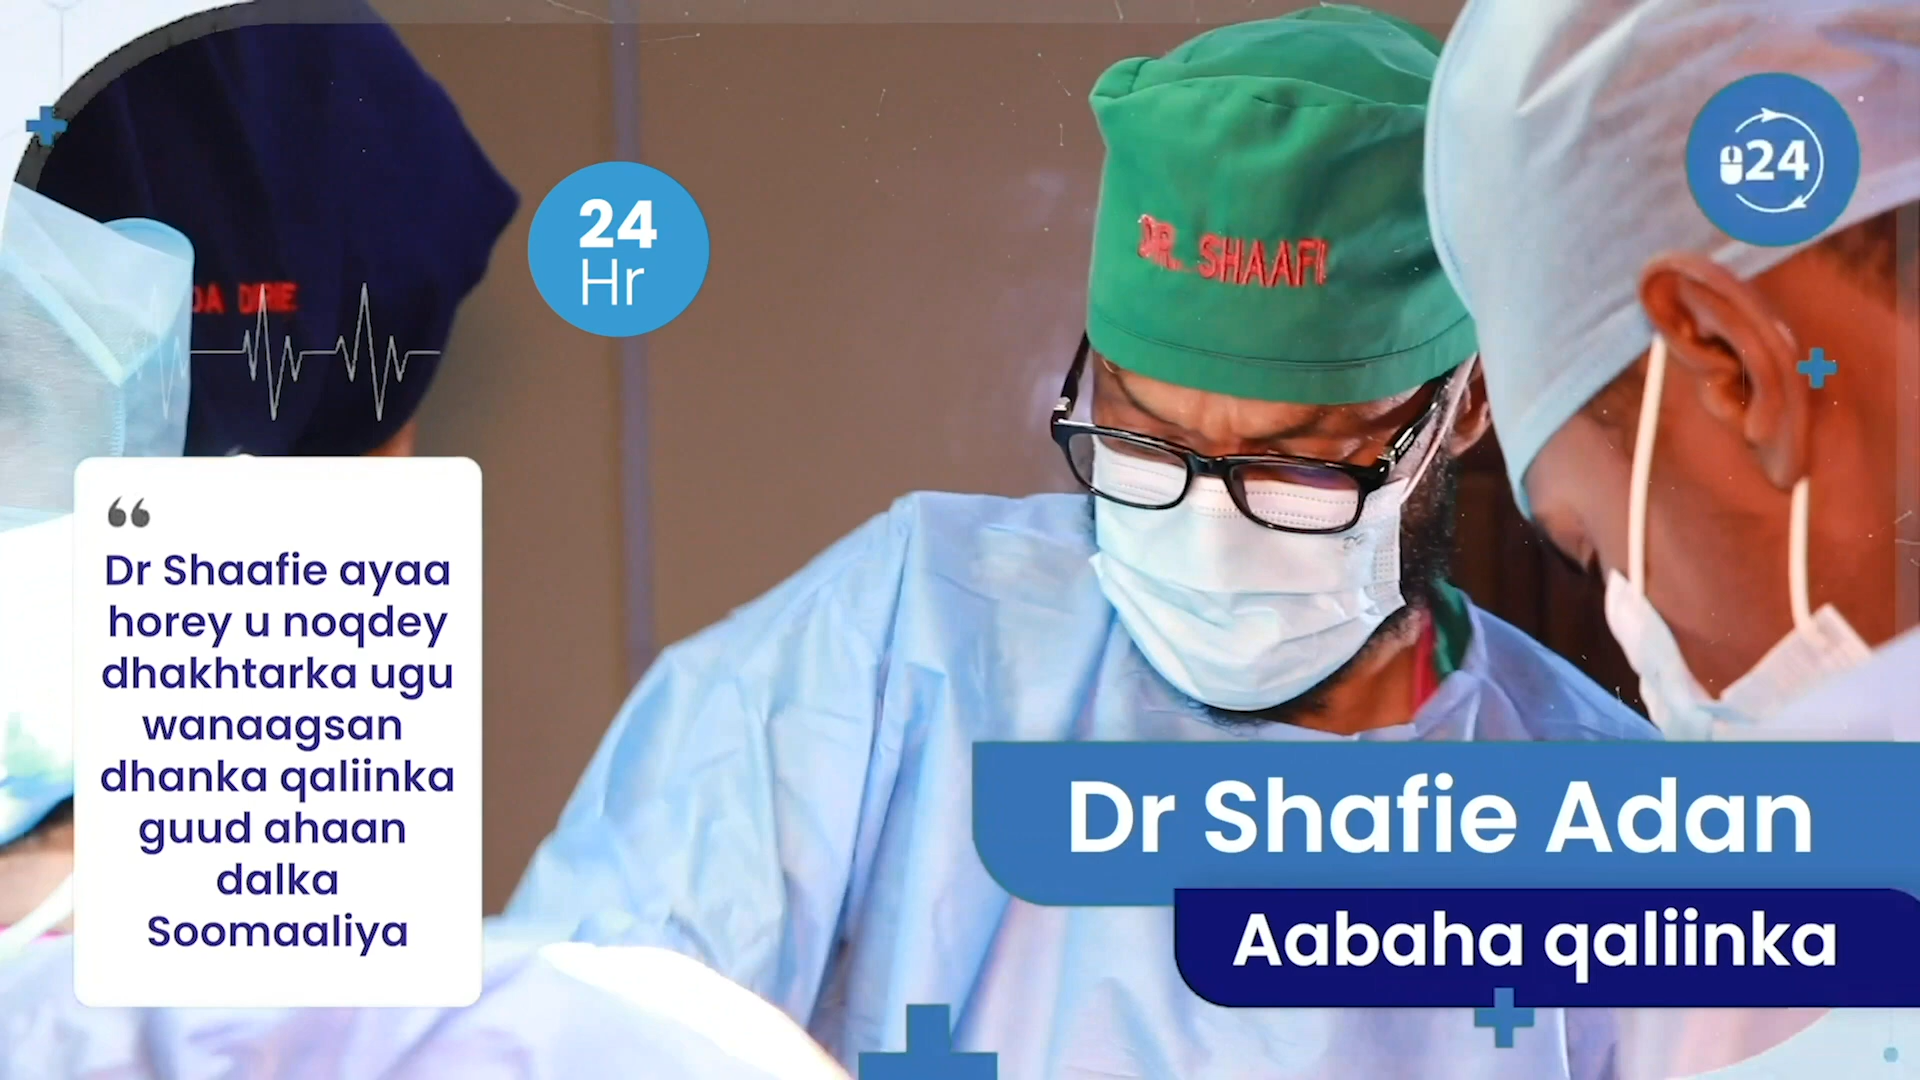 24
Hr
DR. SHAAFI
24
“
Dr Shaafie ayaa
horey u noqdey
dhakhtarka ugu
wanaagsan
dhanka qaliinka
guud ahaan
dalka
Soomaaliya
Dr Shafie Adan
Aabaha qaliinka